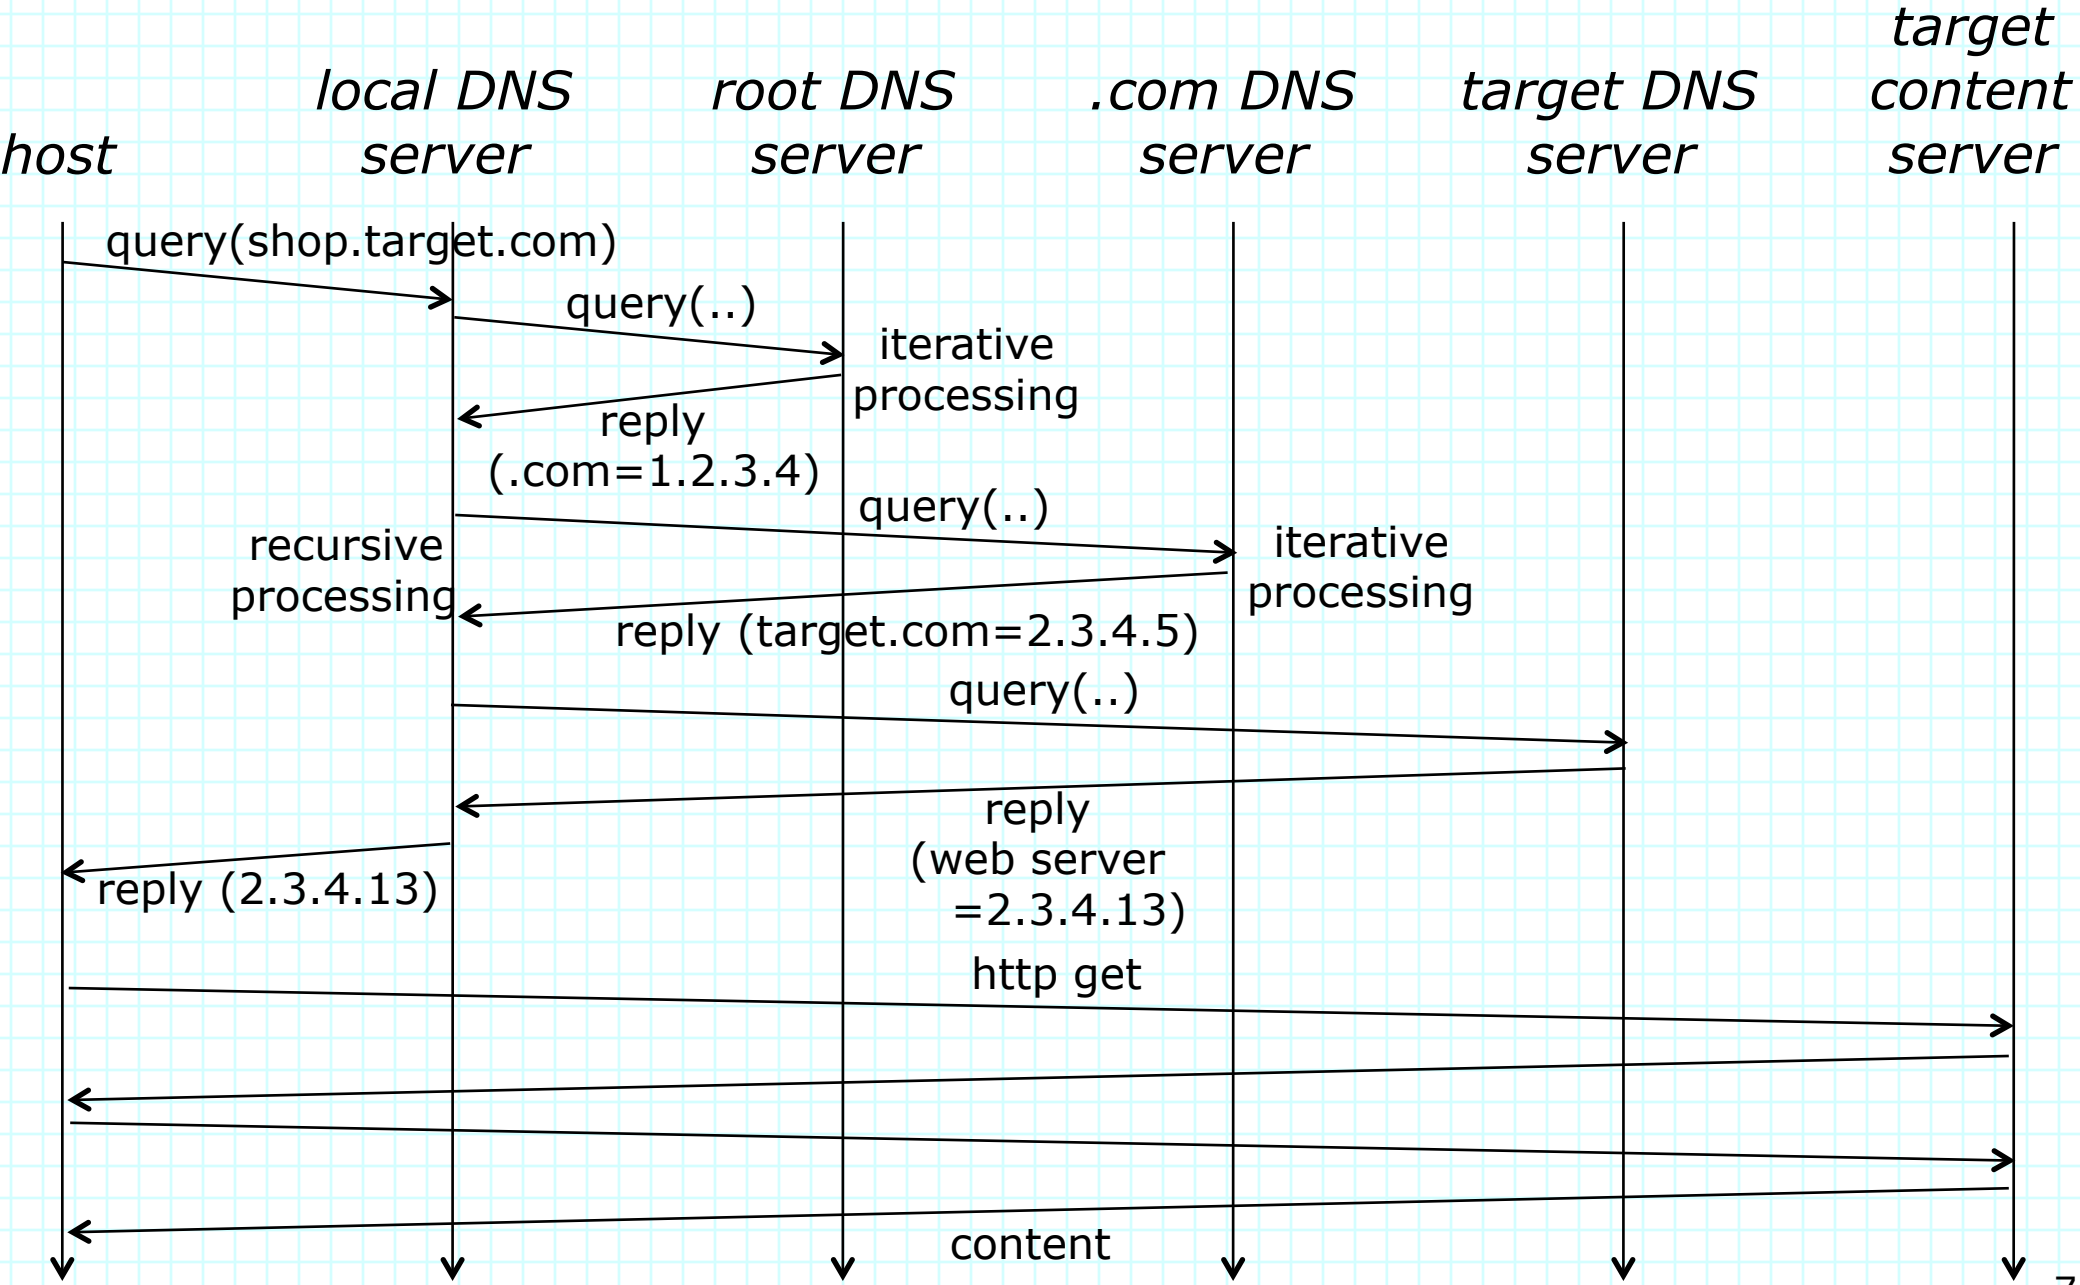 target
local DNS root DNS .com DNS target DNS content
host server server server server server
query(shop.target.com)
query(..)
iterative
processing
reply
(.com=1.2.3.4)
query(..)
recursive
processing
iterative
processing
reply (target.com=2.3.4.5)
query(..)
reply
(web server
=2.3.4.13)
reply (2.3.4.13)
http get
content